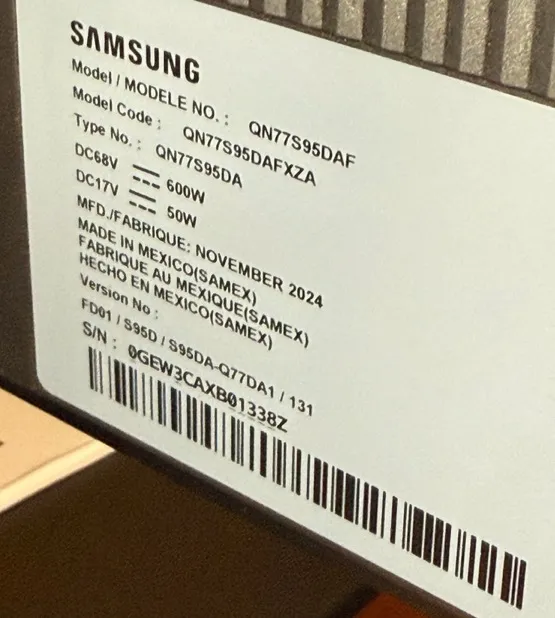 SAMSUNG
Model / MODELE NO. : QN77S95DAF
Model Code : QN77S95DAFXZA
Type No. : QN77S95DA
DC68V 600W
DC17V 50W
MFD./FABRIQUE: NOVEMBER 2024
MADE IN MEXICO(SAMEX)
FABRIQUE AU MEXIQUE(SAMEX)
HECHO EN MEXICO(SAMEX)
Version No :
FD01 / S95D / S95DA-Q77DA1 / 131
S/N : 0GEW3CAXB01338Z